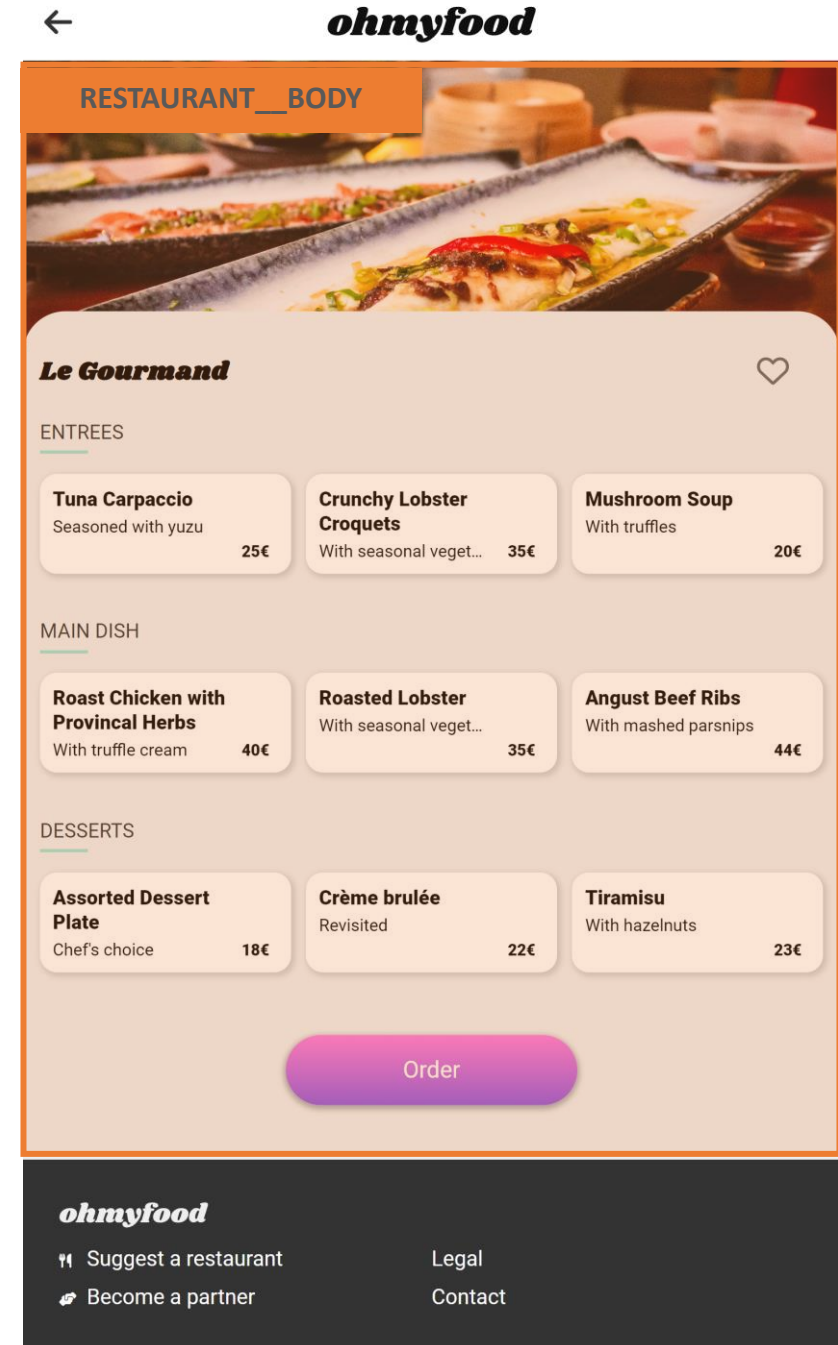 ohmyfood
RESTAURANT__BODY
Le Gourmand
ENTREES
Tuna Carpaccio
Seasoned with yuzu
25€
Crunchy Lobster
Croquets
With seasonal veget...
35€
Mushroom Soup
With truffles
20€
MAIN DISH
Roast Chicken with
Provincal Herbs
With truffle cream
40€
Roasted Lobster
With seasonal veget...
35€
Angust Beef Ribs
With mashed parsnips
44€
DESSERTS
Assorted Dessert
Plate
Chef's choice
18€
Crème brulée
Revisited
22€
Tiramisu
With hazelnuts
23€
Order
ohmyfood
Suggest a restaurant
Legal
Become a partner
Contact